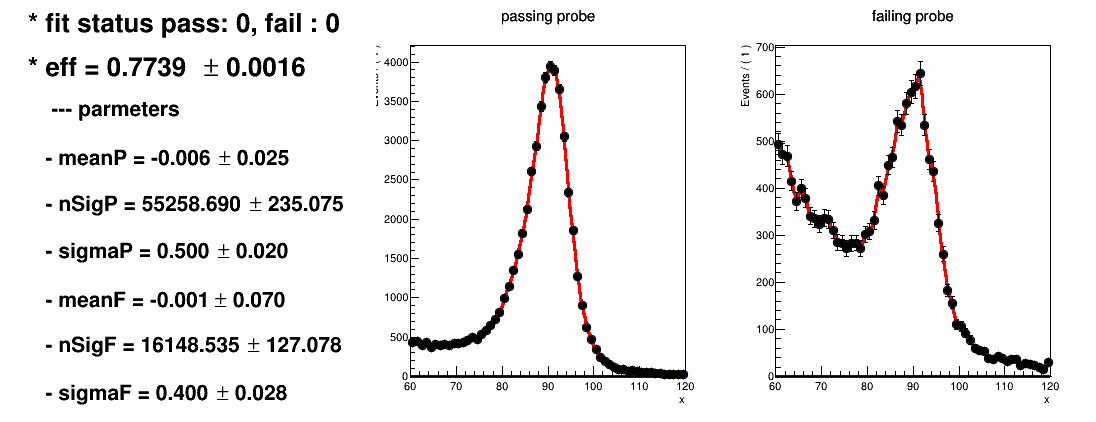 * fit status pass: 0, fail : 0
* eff = 0.7739 ± 0.0016
--- parmeters
- meanP = -0.006 ± 0.025
- nSigP = 55258.690 ± 235.075
- sigmaP = 0.500 ± 0.020
- meanF = -0.001 ± 0.070
- nSigF = 16148.535 ± 127.078
- sigmaF = 0.400 ± 0.028
passing probe
4000
3500
3000
2500
2000
1500
1000
500
0
60 70 80 90 100 110 120
x
failing probe
Events / ( 1 )
700
600
500
400
300
200
100
0
60 70 80 90 100 110 120
x